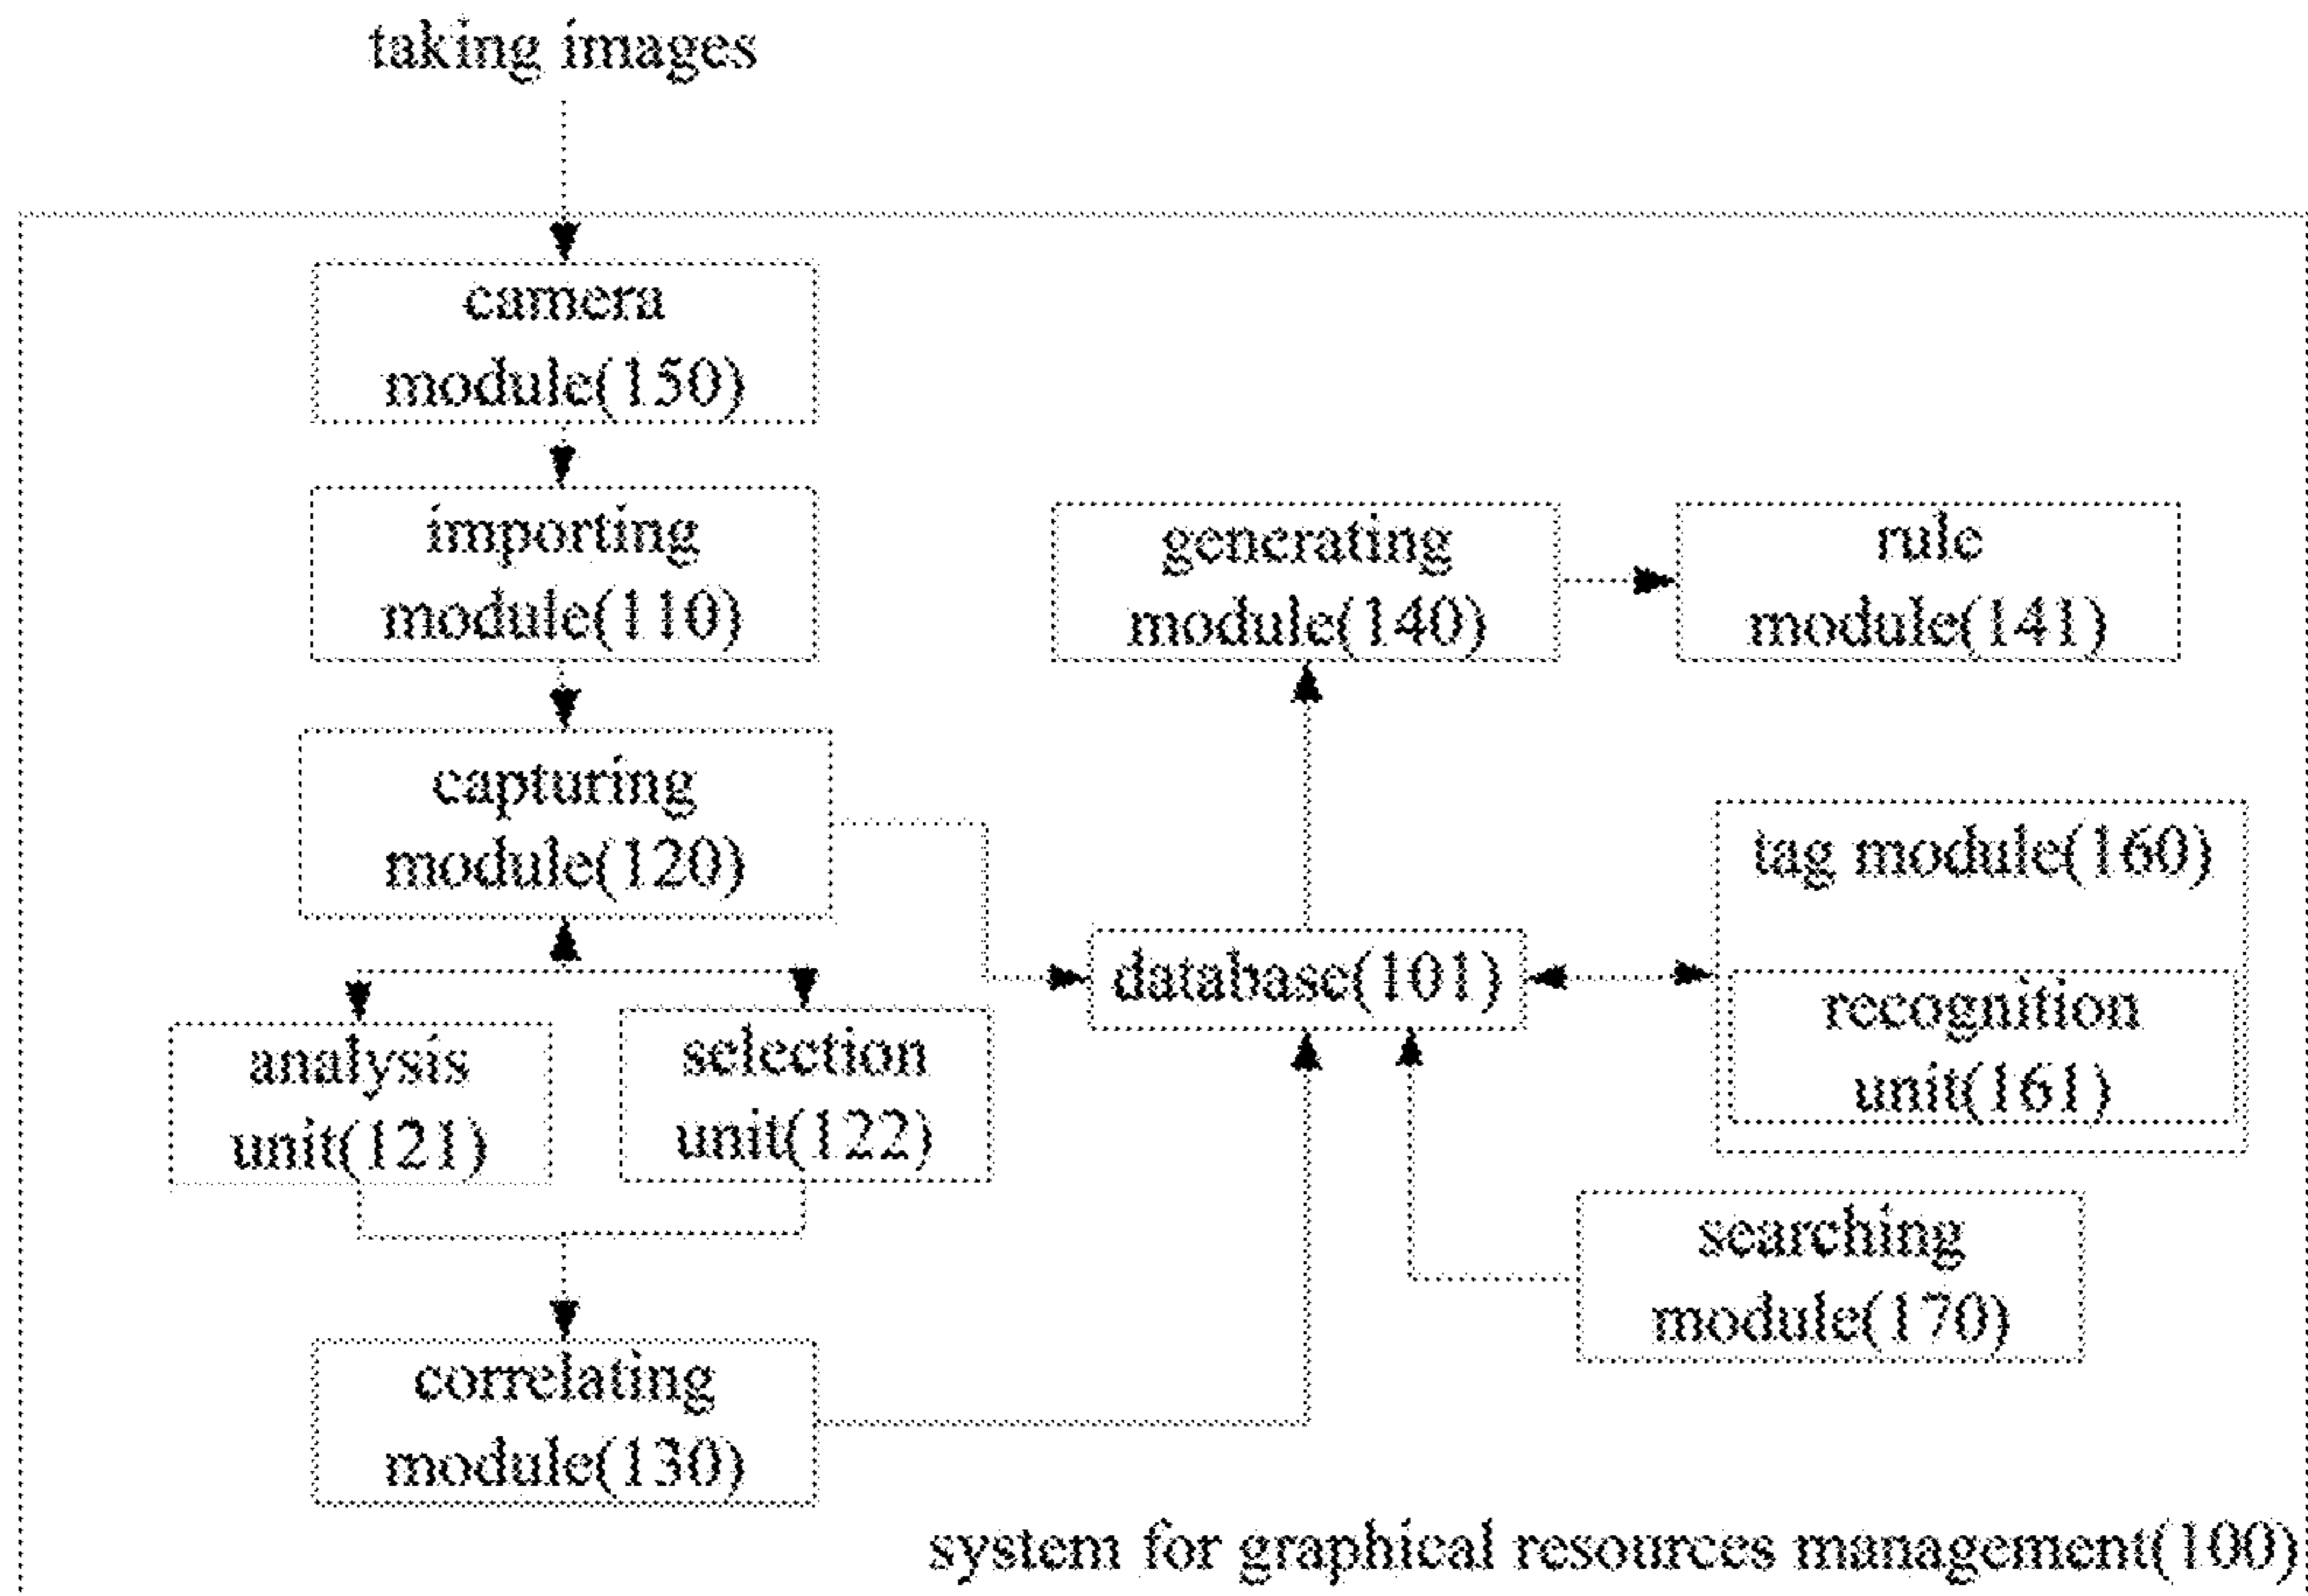 taking images
camera
module(150)
importing
module(110)
capturing
module(120)
analysis
unit(121)
selection
unit(122)
correlating
module(130)
generating
module(140)
rule
module(141)
database(101)
tag module(160)
recognition
unit(161)
searching
module(170)
system for graphical resources management(100)